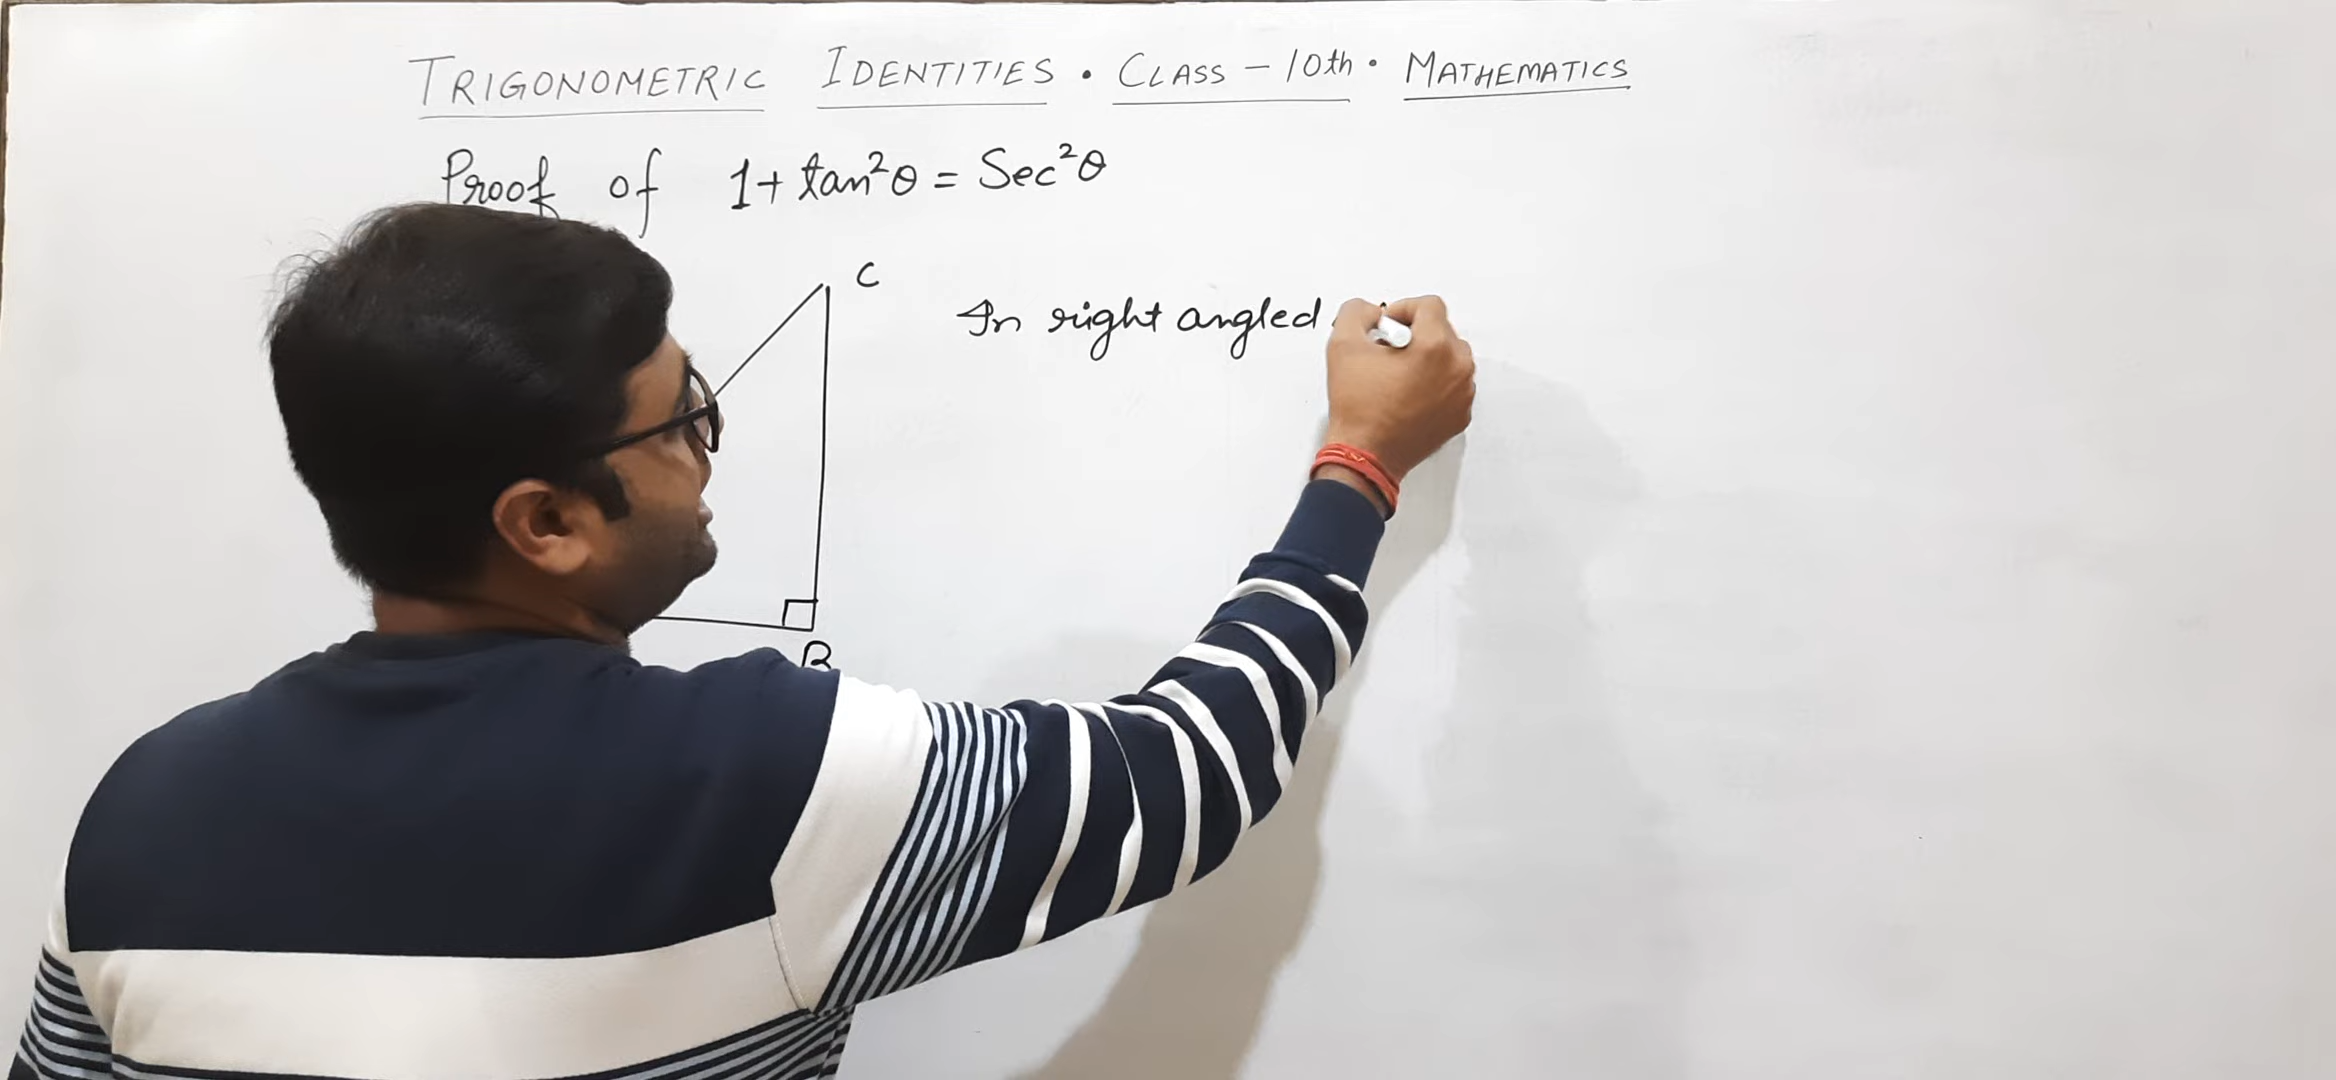 TRIGONOMETRIC IDENTITIES • CLASS - 10th • MATHEMATICS
Proof of 1 + tan²θ = Sec²θ
C
In right angled
B